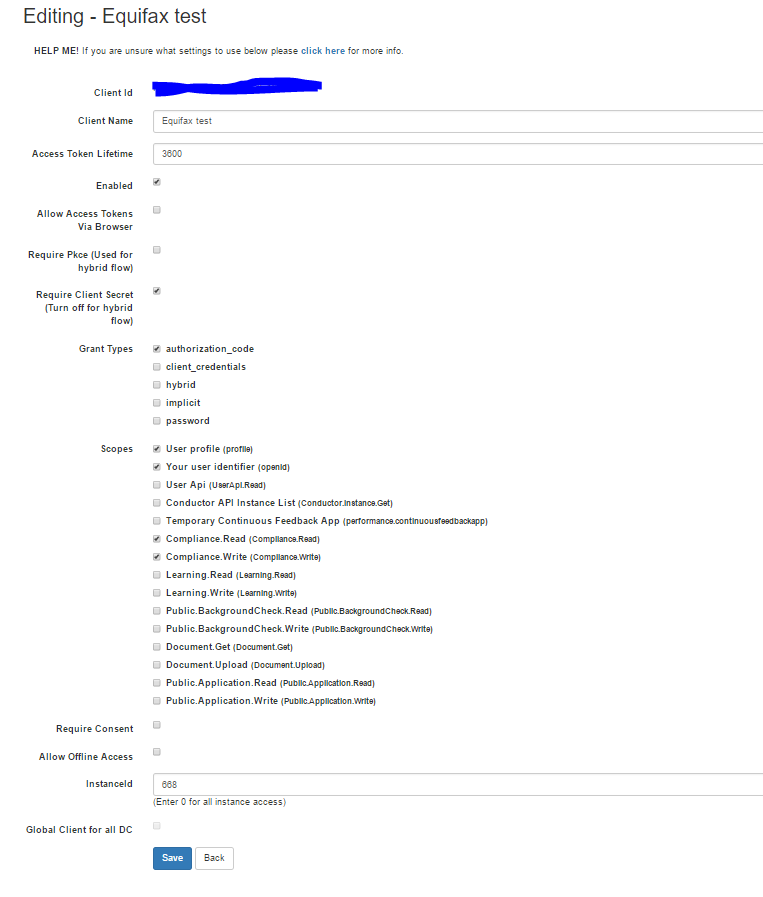 Editing - Equifax test
HELP ME! If you are unsure what settings to use below please click here for more info.
Client Id
Client Name
Equifax test
Access Token Lifetime
3600
Enabled
Allow Access Tokens
Via Browser
Require Pkce (Used for
hybrid flow)
Require Client Secret
(Turn off for hybrid
flow)
Grant Types
authorization_code
client_credentials
hybrid
implicit
password
Scopes
User profile (profile)
Your user identifier (openid)
User Api (UserApi.Read)
Conductor API Instance List (Conductor.Instance.Get)
Temporary Continuous Feedback App (performance.continuousfeedbackapp)
Compliance.Read (Compliance.Read)
Compliance.Write (Compliance.Write)
Learning.Read (Learning.Read)
Learning.Write (Learning.Write)
Public.BackgroundCheck.Read (Public.BackgroundCheck.Read)
Public.BackgroundCheck.Write (Public.BackgroundCheck.Write)
Document.Get (Document.Get)
Document.Upload (Document.Upload)
Public.Application.Read (Public.Application.Read)
Public.Application.Write (Public.Application.Write)
Require Consent
Allow Offline Access
InstanceId
668
(Enter 0 for all instance access)
Global Client for all DC
Save
Back